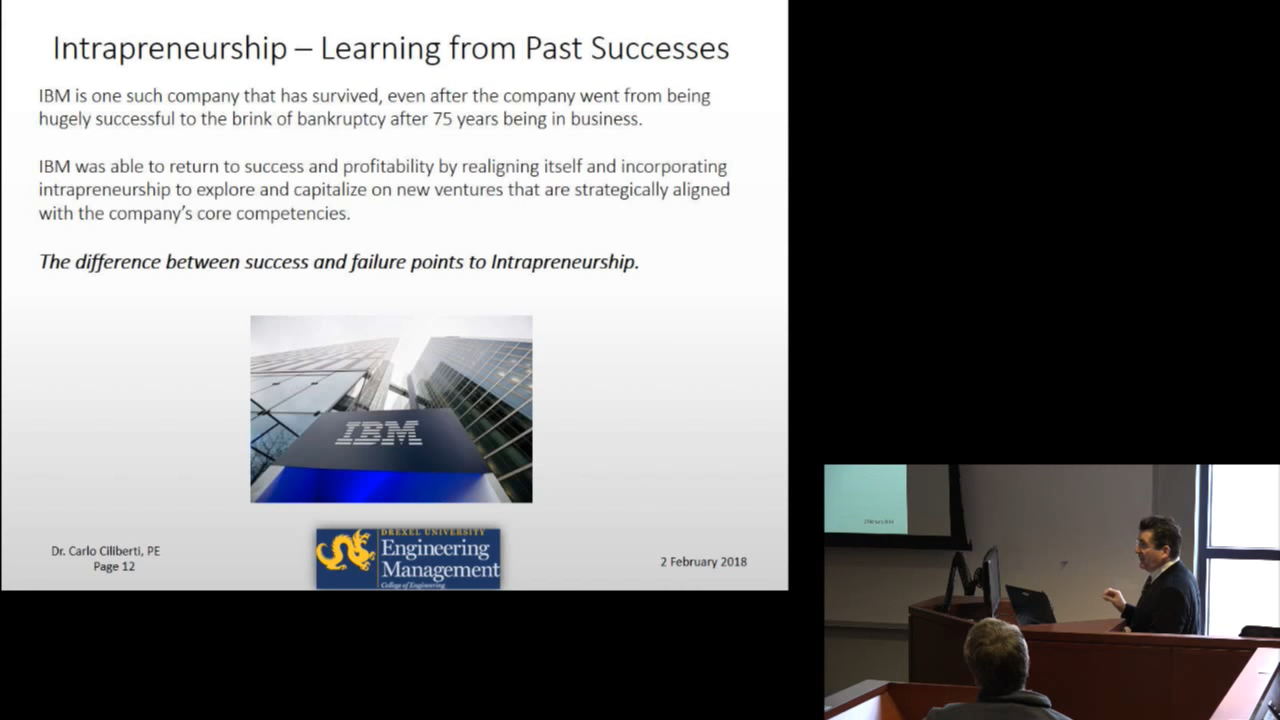 Intrapreneurship – Learning from Past Successes
IBM is one such company that has survived, even after the company went from being
hugely successful to the brink of bankruptcy after 75 years being in business.
IBM was able to return to success and profitability by realigning itself and incorporating
intrapreneurship to explore and capitalize on new ventures that are strategically aligned
with the company's core competencies.
The difference between success and failure points to Intrapreneurship.
IBM
Dr. Carlo Ciliberti, PE
Page 12
DREXEL UNIVERSITY
Engineering
Management
College of Engineering
2 February 2018